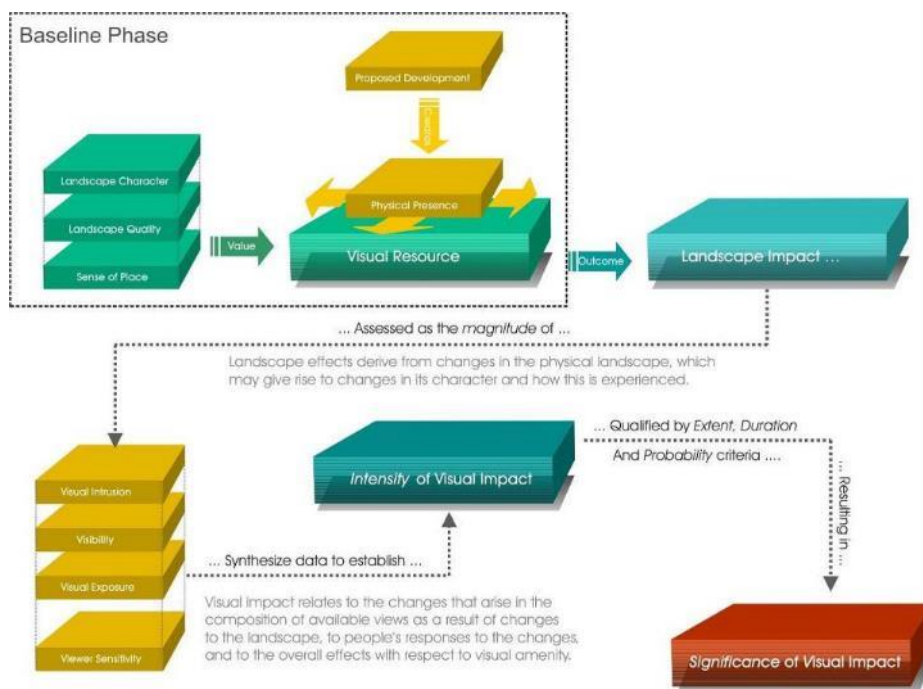 Baseline Phase
Proposed Development
Creates
Landscape Character
Physical Presence
Landscape Quality
Value
Visual Resource
Outcome
Landscape Impact ...
Sense of Place
... Assessed as the magnitude of ...
Landscape effects derive from changes in the physical landscape, which
may give rise to changes in its character and how this is experienced.
... Qualified by Extent, Duration
And Probability criteria ....
Intensity of Visual Impact
Visual Intrusion
Visibility
... Resulting in ...
... Synthesize data to establish ...
Visual Exposure
Visual impact relates to the changes that arise in the
composition of available views as a result of changes
to the landscape, to people's responses to the changes,
and to the overall effects with respect to visual amenity.
Viewer Sensitivity
Significance of Visual Impact